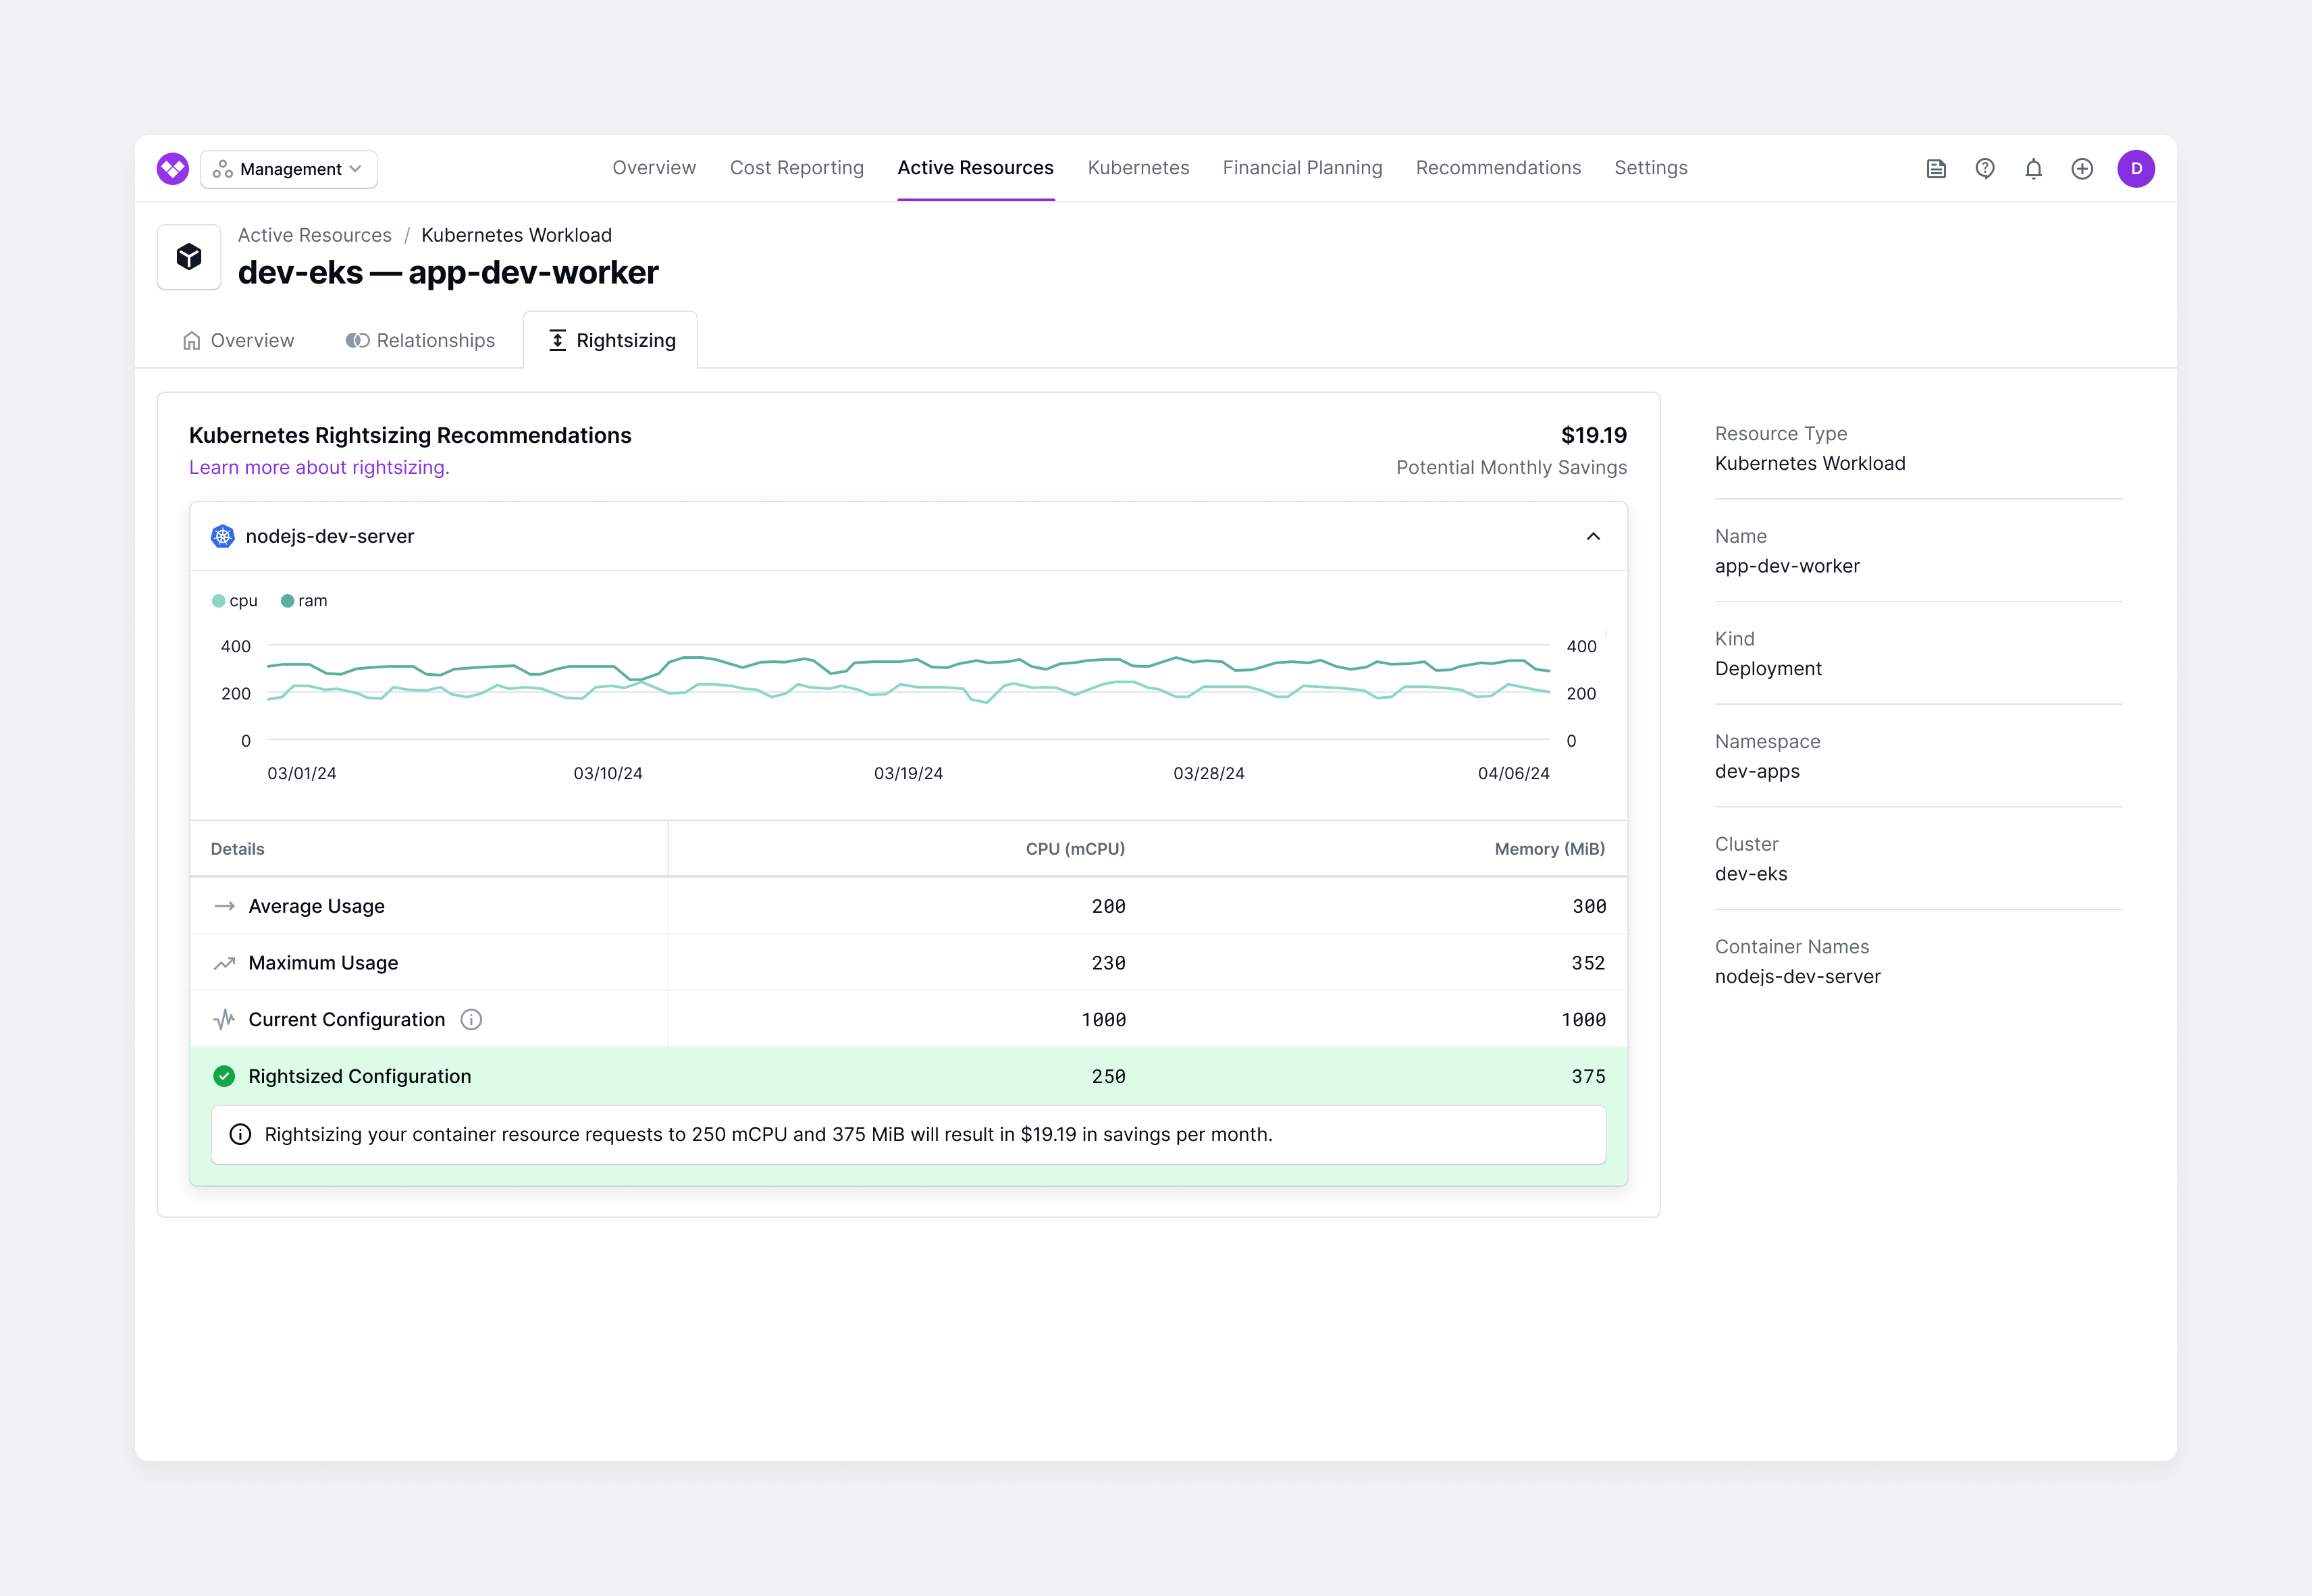 Management
Overview Cost Reporting Active Resources Kubernetes Financial Planning Recommendations Settings
D
Active Resources / Kubernetes Workload
dev-eks — app-dev-worker
Overview Relationships Rightsizing
Kubernetes Rightsizing Recommendations
$19.19
Learn more about rightsizing.
Potential Monthly Savings
nodejs-dev-server
cpu ram
400 400
200 200
0 0
03/01/24 03/10/24 03/19/24 03/28/24 04/06/24
Details CPU (mCPU) Memory (MiB)
Average Usage 200 300
Maximum Usage 230 352
Current Configuration 1000 1000
Rightsized Configuration 250 375
Rightsizing your container resource requests to 250 mCPU and 375 MiB will result in $19.19 in savings per month.
Resource Type
Kubernetes Workload
Name
app-dev-worker
Kind
Deployment
Namespace
dev-apps
Cluster
dev-eks
Container Names
nodejs-dev-server